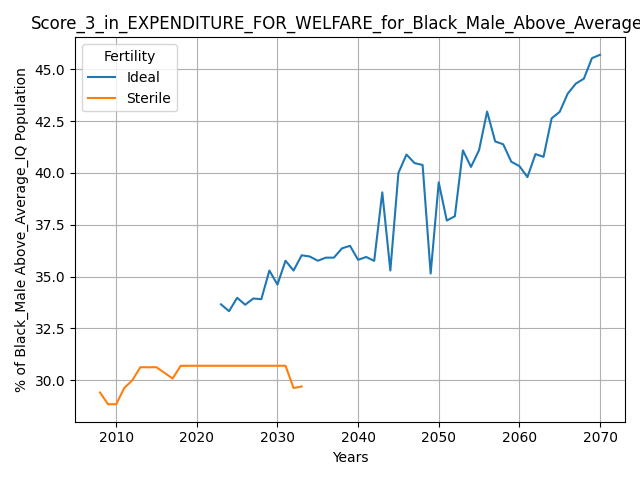 Score_3_in_EXPENDITURE_FOR_WELFARE_for_Black_Male_Above_Average
Fertility
Ideal
Sterile
% of Black_Male Above_Average_IQ Population
45.0
42.5
40.0
37.5
35.0
32.5
30.0
2010 2020 2030 2040 2050 2060 2070
Years